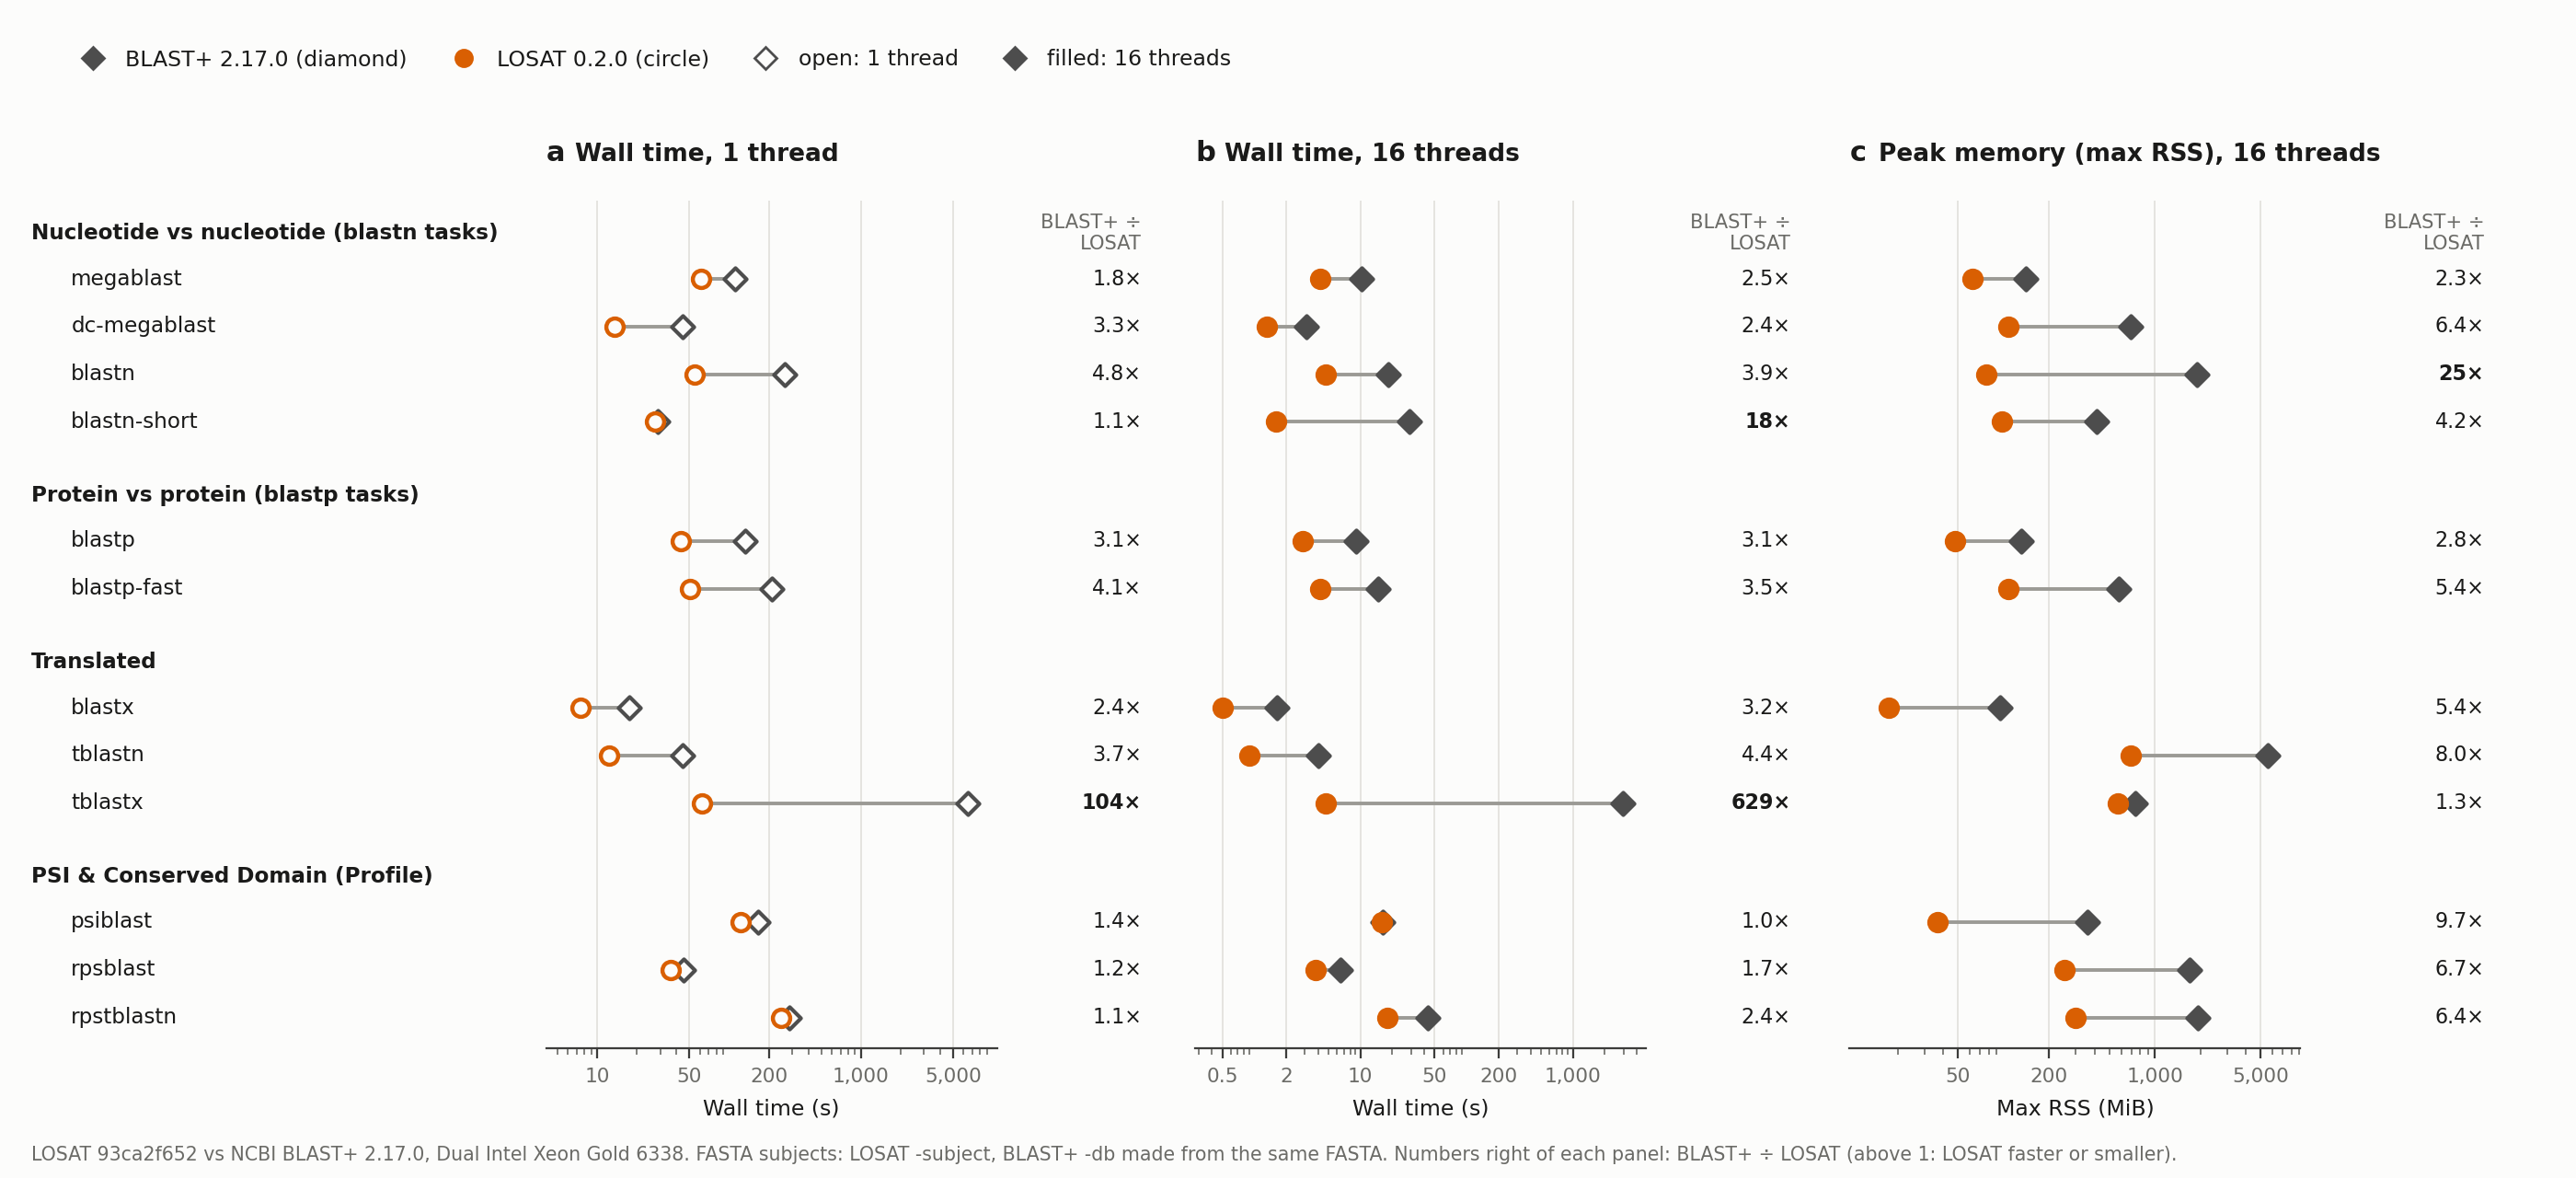 BLAST+ 2.17.0 (diamond) LOSAT 0.2.0 (circle) open: 1 thread filled: 16 threads
a Wall time, 1 thread b Wall time, 16 threads c Peak memory (max RSS), 16 threads
Nucleotide vs nucleotide (blastn tasks) BLAST+ ÷ BLAST+ ÷ BLAST+ ÷
LOSAT LOSAT LOSAT
megablast 1.8× 2.5× 2.3×
dc-megablast 3.3× 2.4× 6.4×
blastn 4.8× 3.9× 25×
blastn-short 1.1× 18× 4.2×
Protein vs protein (blastp tasks)
blastp 3.1× 3.1× 2.8×
blastp-fast 4.1× 3.5× 5.4×
Translated
blastx 2.4× 3.2× 5.4×
tblastn 3.7× 4.4× 8.0×
tblastx 104× 629× 1.3×
PSI & Conserved Domain (Profile)
psiblast 1.4× 1.0× 9.7×
rpsblast 1.2× 1.7× 6.7×
rpstblastn 1.1× 2.4× 6.4×
10 50 200 1,000 5,000 0.5 2 10 50 200 1,000 50 200 1,000 5,000
Wall time (s) Wall time (s) Max RSS (MiB)
LOSAT 93ca2f652 vs NCBI BLAST+ 2.17.0, Dual Intel Xeon Gold 6338. FASTA subjects: LOSAT -subject, BLAST+ -db made from the same FASTA. Numbers right of each panel: BLAST+ ÷ LOSAT (above 1: LOSAT faster or smaller).